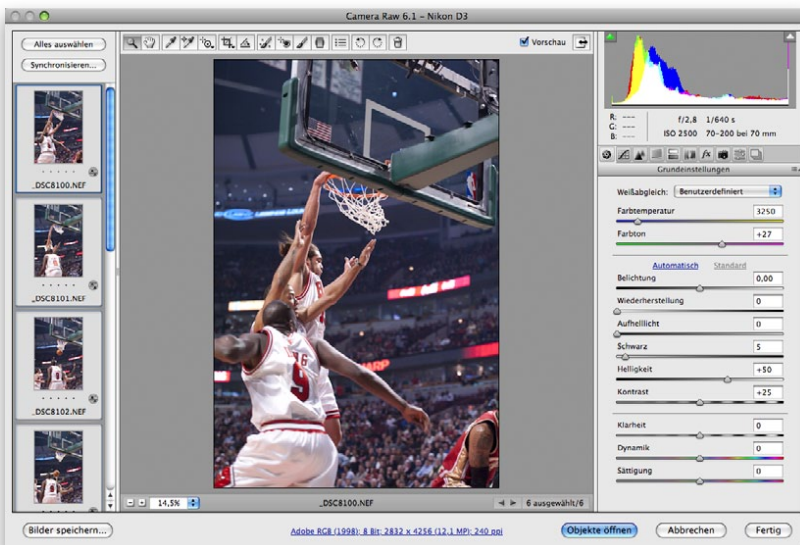 Camera Raw 6.1 – Nikon D3
Alles auswählen
Synchronisieren...
_DSC8100.NEF
_DSC8101.NEF
_DSC8102.NEF
Vorschau
9
14,5%
_DSC8100.NEF
6 ausgewählt/6
R: ---
G: ---
B: ---
f/2,8 1/640 s
ISO 2500 70-200 bei 70 mm
fx
Grundeinstellungen
Weißabgleich: Benutzerdefiniert
Farbtemperatur 3250
Farbton +27
Automatisch Standard
Belichtung 0,00
Wiederherstellung 0
Aufhelllicht 0
Schwarz 5
Helligkeit +50
Kontrast +25
Klarheit 0
Dynamik 0
Sättigung 0
Bilder speichern...
Adobe RGB (1998); 8 Bit; 2832 x 4256 (12,1 MP); 240 ppi
Objekte öffnen
Abbrechen
Fertig